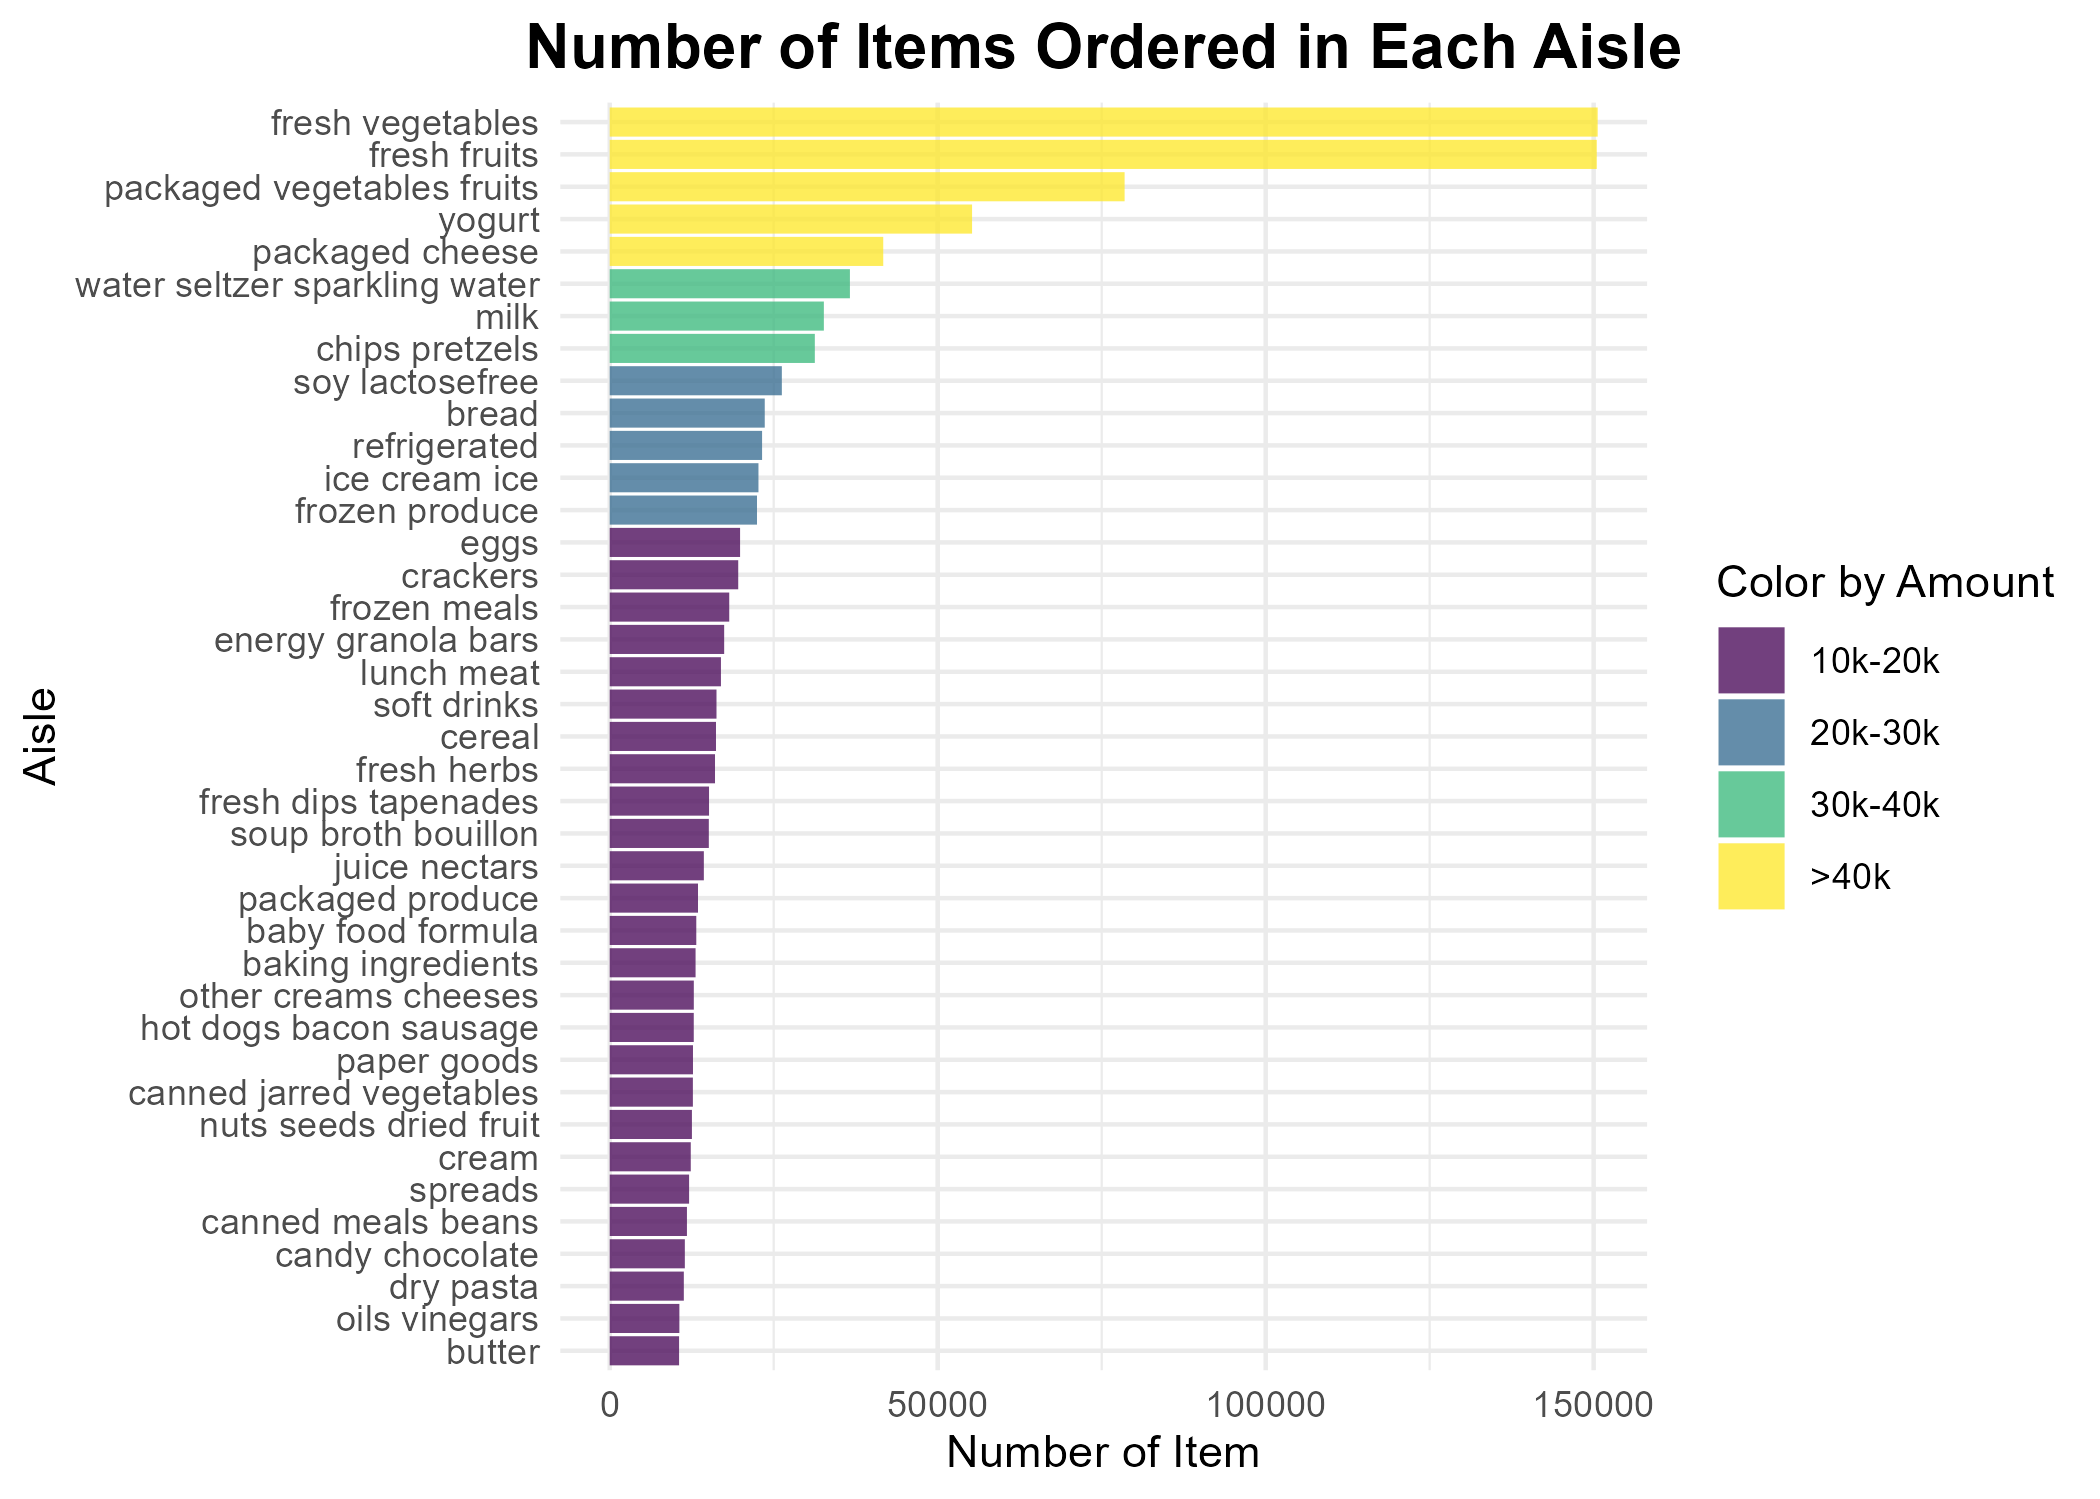 Number of Items Ordered in Each Aisle
fresh vegetables
fresh fruits
packaged vegetables fruits
yogurt
packaged cheese
water seltzer sparkling water
milk
chips pretzels
soy lactosefree
bread
refrigerated
ice cream ice
frozen produce
eggs
crackers
frozen meals
energy granola bars
lunch meat
soft drinks
cereal
fresh herbs
fresh dips tapenades
soup broth bouillon
juice nectars
packaged produce
baby food formula
baking ingredients
other creams cheeses
hot dogs bacon sausage
paper goods
canned jarred vegetables
nuts seeds dried fruit
cream
spreads
canned meals beans
candy chocolate
dry pasta
oils vinegars
butter
Aisle
0 50000 100000 150000
Number of Item
Color by Amount
10k-20k
20k-30k
30k-40k
>40k